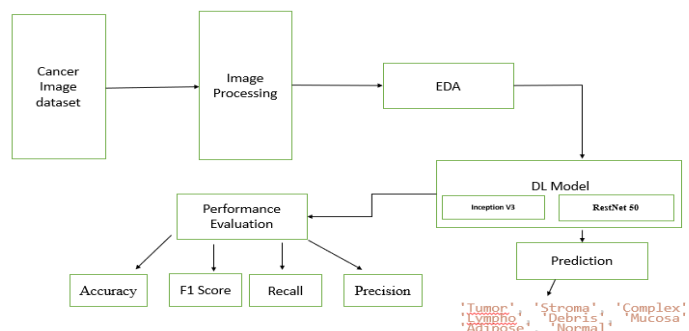 Cancer
Image
dataset
Image
Processing
EDA
DL Model
Inception V3
RestNet 50
Performance
Evaluation
Prediction
Accuracy
F1 Score
Recall
Precision
'Tumor', 'Stroma', 'Complex'
'Lympho', 'Debris', 'Mucosa'
'Adipose', 'Normal'